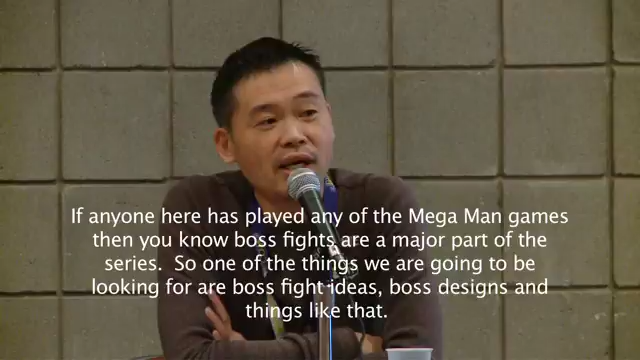 If anyone here has played any of the Mega Man games
then you know boss fights are a major part of the
series.  So one of the things we are going to be
looking for are boss fight ideas, boss designs and
things like that.